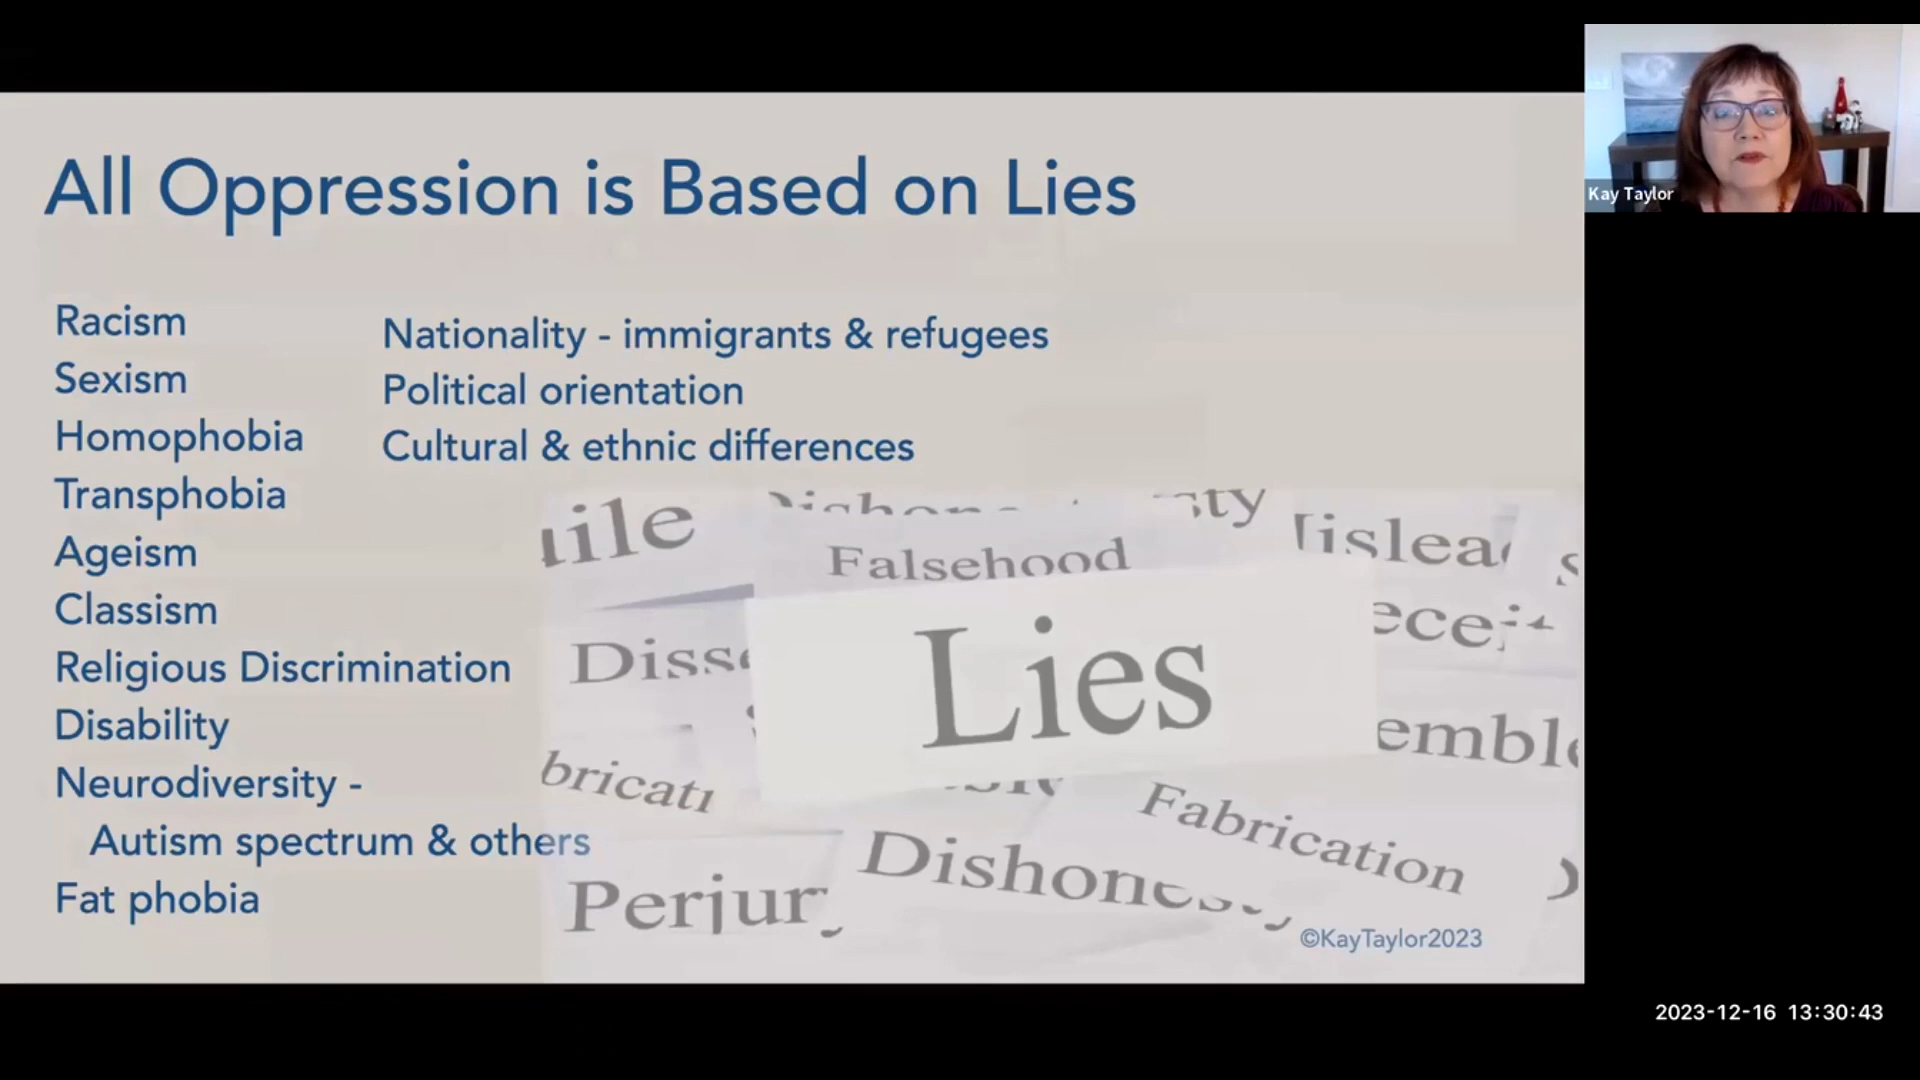 Kay Taylor
All Oppression is Based on Lies
Racism
Sexism
Homophobia
Transphobia
Ageism
Classism
Religious Discrimination
Disability
Neurodiversity -
Autism spectrum & others
Fat phobia
Nationality - immigrants & refugees
Political orientation
Cultural & ethnic differences
Falsehood
Lies
Fabrication
©KayTaylor2023
2023-12-16 13:30:43